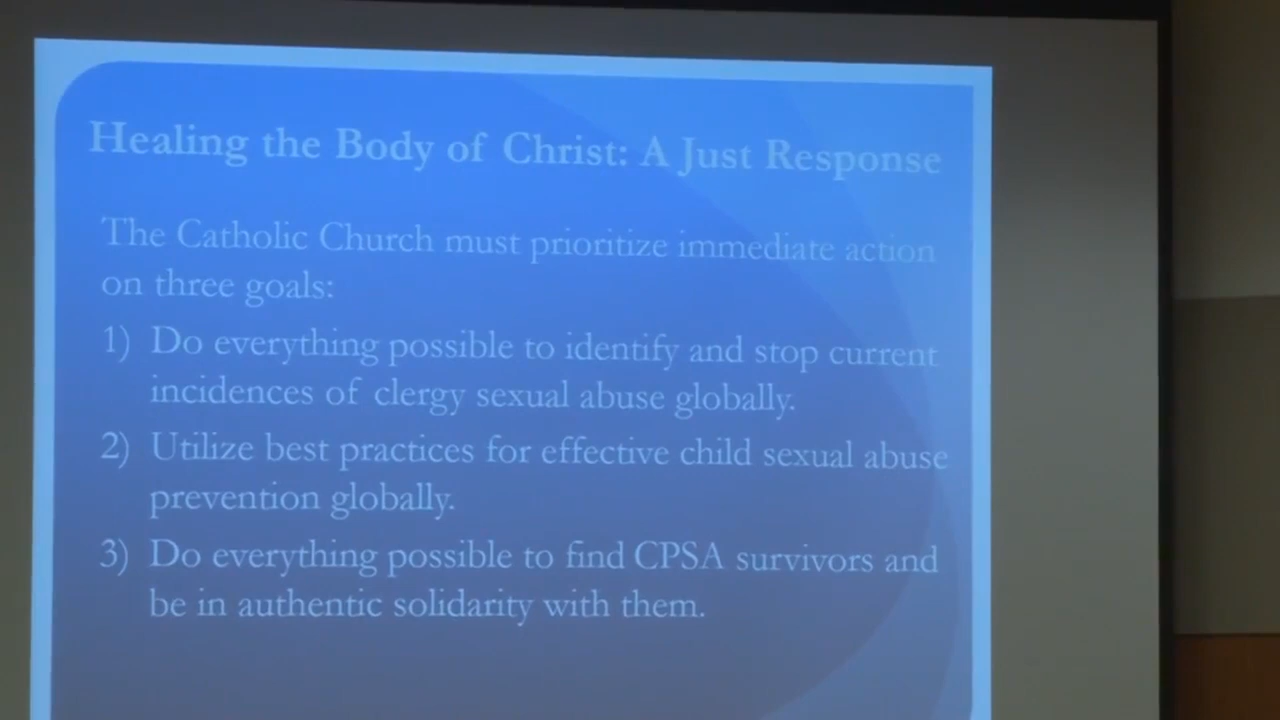 Healing the Body of Christ: A Just Response
The Catholic Church must prioritize immediate action
on three goals:
1) Do everything possible to identify and stop current
incidences of clergy sexual abuse globally.
2) Utilize best practices for effective child sexual abuse
prevention globally.
3) Do everything possible to find CPSA survivors and
be in authentic solidarity with them.